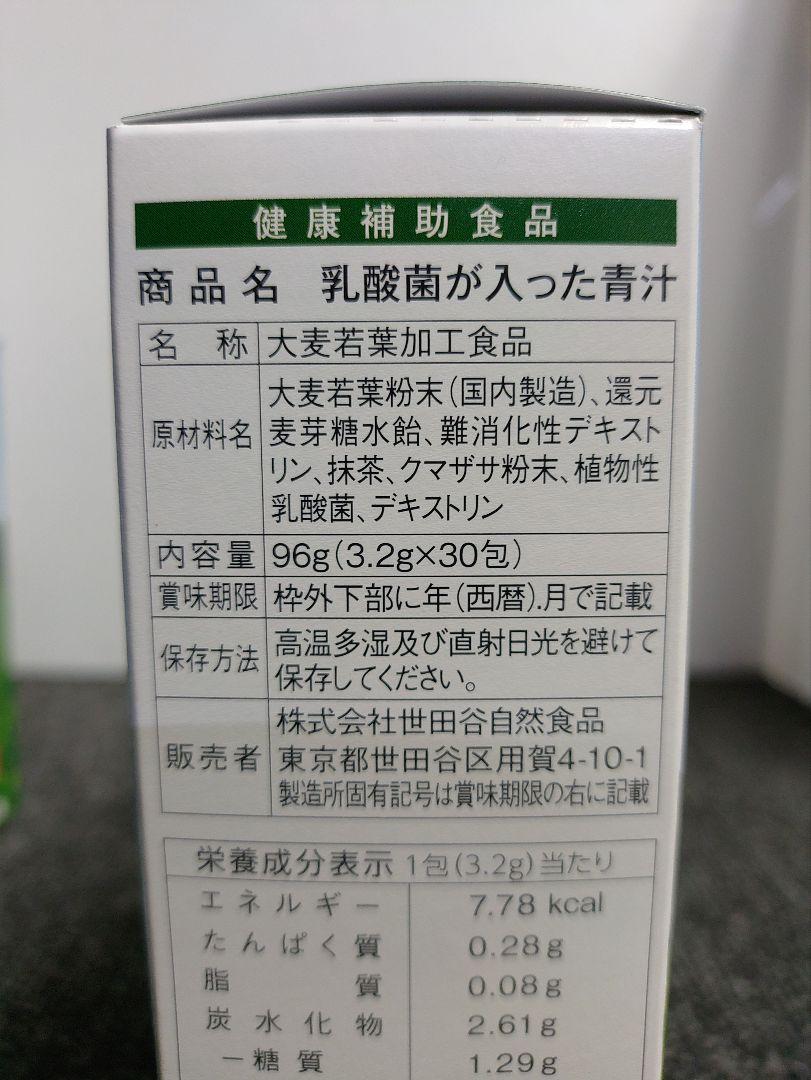 健康補助食品
商品名 乳酸菌が入った青汁
名称 大麦若葉加工食品
原材料名 大麦若葉粉末(国内製造)、還元
麦芽糖水飴、難消化性デキスト
リン、抹茶、クマザサ粉末、植物性
乳酸菌、デキストリン
内容量 96g(3.2g×30包)
賞味期限 枠外下部に年(西暦).月で記載
保存方法 高温多湿及び直射日光を避けて
保存してください。
販売者 株式会社世田谷自然食品
東京都世田谷区用賀4-10-1
製造所固有記号は賞味期限の右に記載
栄養成分表示 1包(3.2g)当たり
エネルギー 7.78 kcal
たんぱく質 0.28g
脂質 0.08g
炭水化物 2.61g
－糖質 1.29g